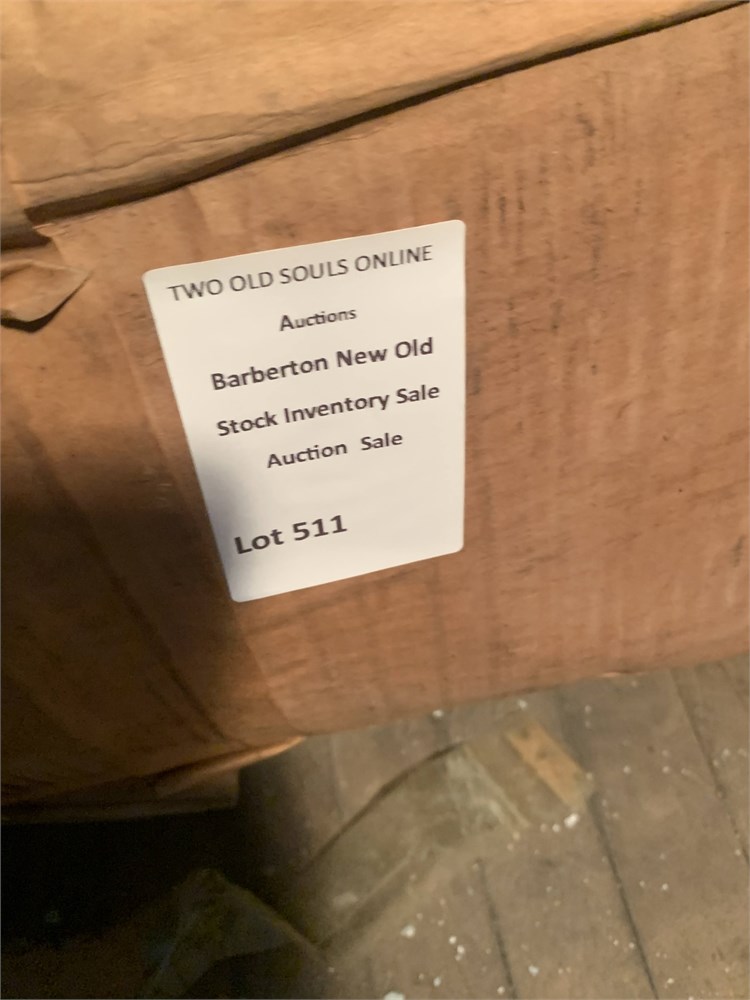 TWO OLD SOULS ONLINE
Auctions
Barberton New Old
Stock Inventory Sale
Auction Sale
Lot 511